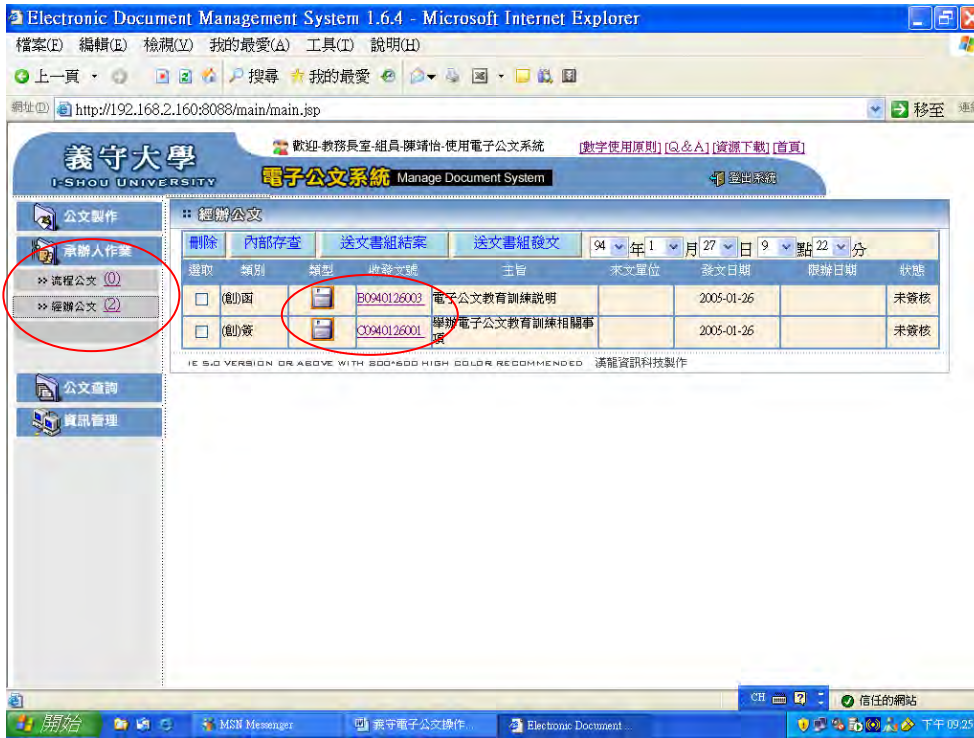 Electronic Document Management System 1.6.4 - Microsoft Internet Explorer
檔案(F) 編輯(E) 檢視(V) 我的最愛(A) 工具(T) 說明(H)
上一頁 搜尋 我的最愛
網址(D) http://192.168.2.160:8088/main/main.jsp 移至 連結
義守大學 歡迎-教務長室-組員-陳靖怡-使用電子公文系統 [數字使用原則] [Q & A] [資源下載] [首頁]
I-SHOU UNIVERSITY 電子公文系統 Manage Document System 登出系統
公文製作 :: 經辦公文
承辦人作業 刪除 內部存查 送文書組結案 送文書組發文 94 年 1 月 27 日 9 點 22 分
選取 類別 類型 收發文號 主旨 來文單位 發文日期 限辦日期 狀態
>> 流程公文 (0)
(創)函 B0940126003 電子公文教育訓練說明 2005-01-26 未簽核
>> 經辦公文 (2)
(創)簽 C0940126001 舉辦電子公文教育訓練相關事項 2005-01-26 未簽核
IE 5.0 VERSION OR ABOVE WITH 800*600 HIGH COLOR RECOMMENDED 漢龍資訊科技製作
公文查詢
資訊管理
CH 信任的網站
開始 MSN Messenger 義守電子公文操作... Electronic Document... 下午 09:25